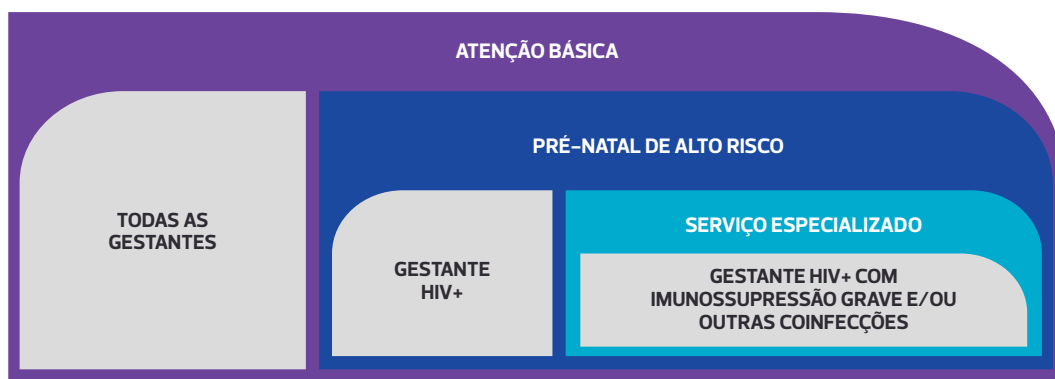 ATENÇÃO BÁSICA
PRÉ-NATAL DE ALTO RISCO
TODAS AS
GESTANTES
SERVIÇO ESPECIALIZADO
GESTANTE
HIV+
GESTANTE HIV+ COM
IMUNOSSUPRESSÃO GRAVE E/OU
OUTRAS COINFECÇÕES